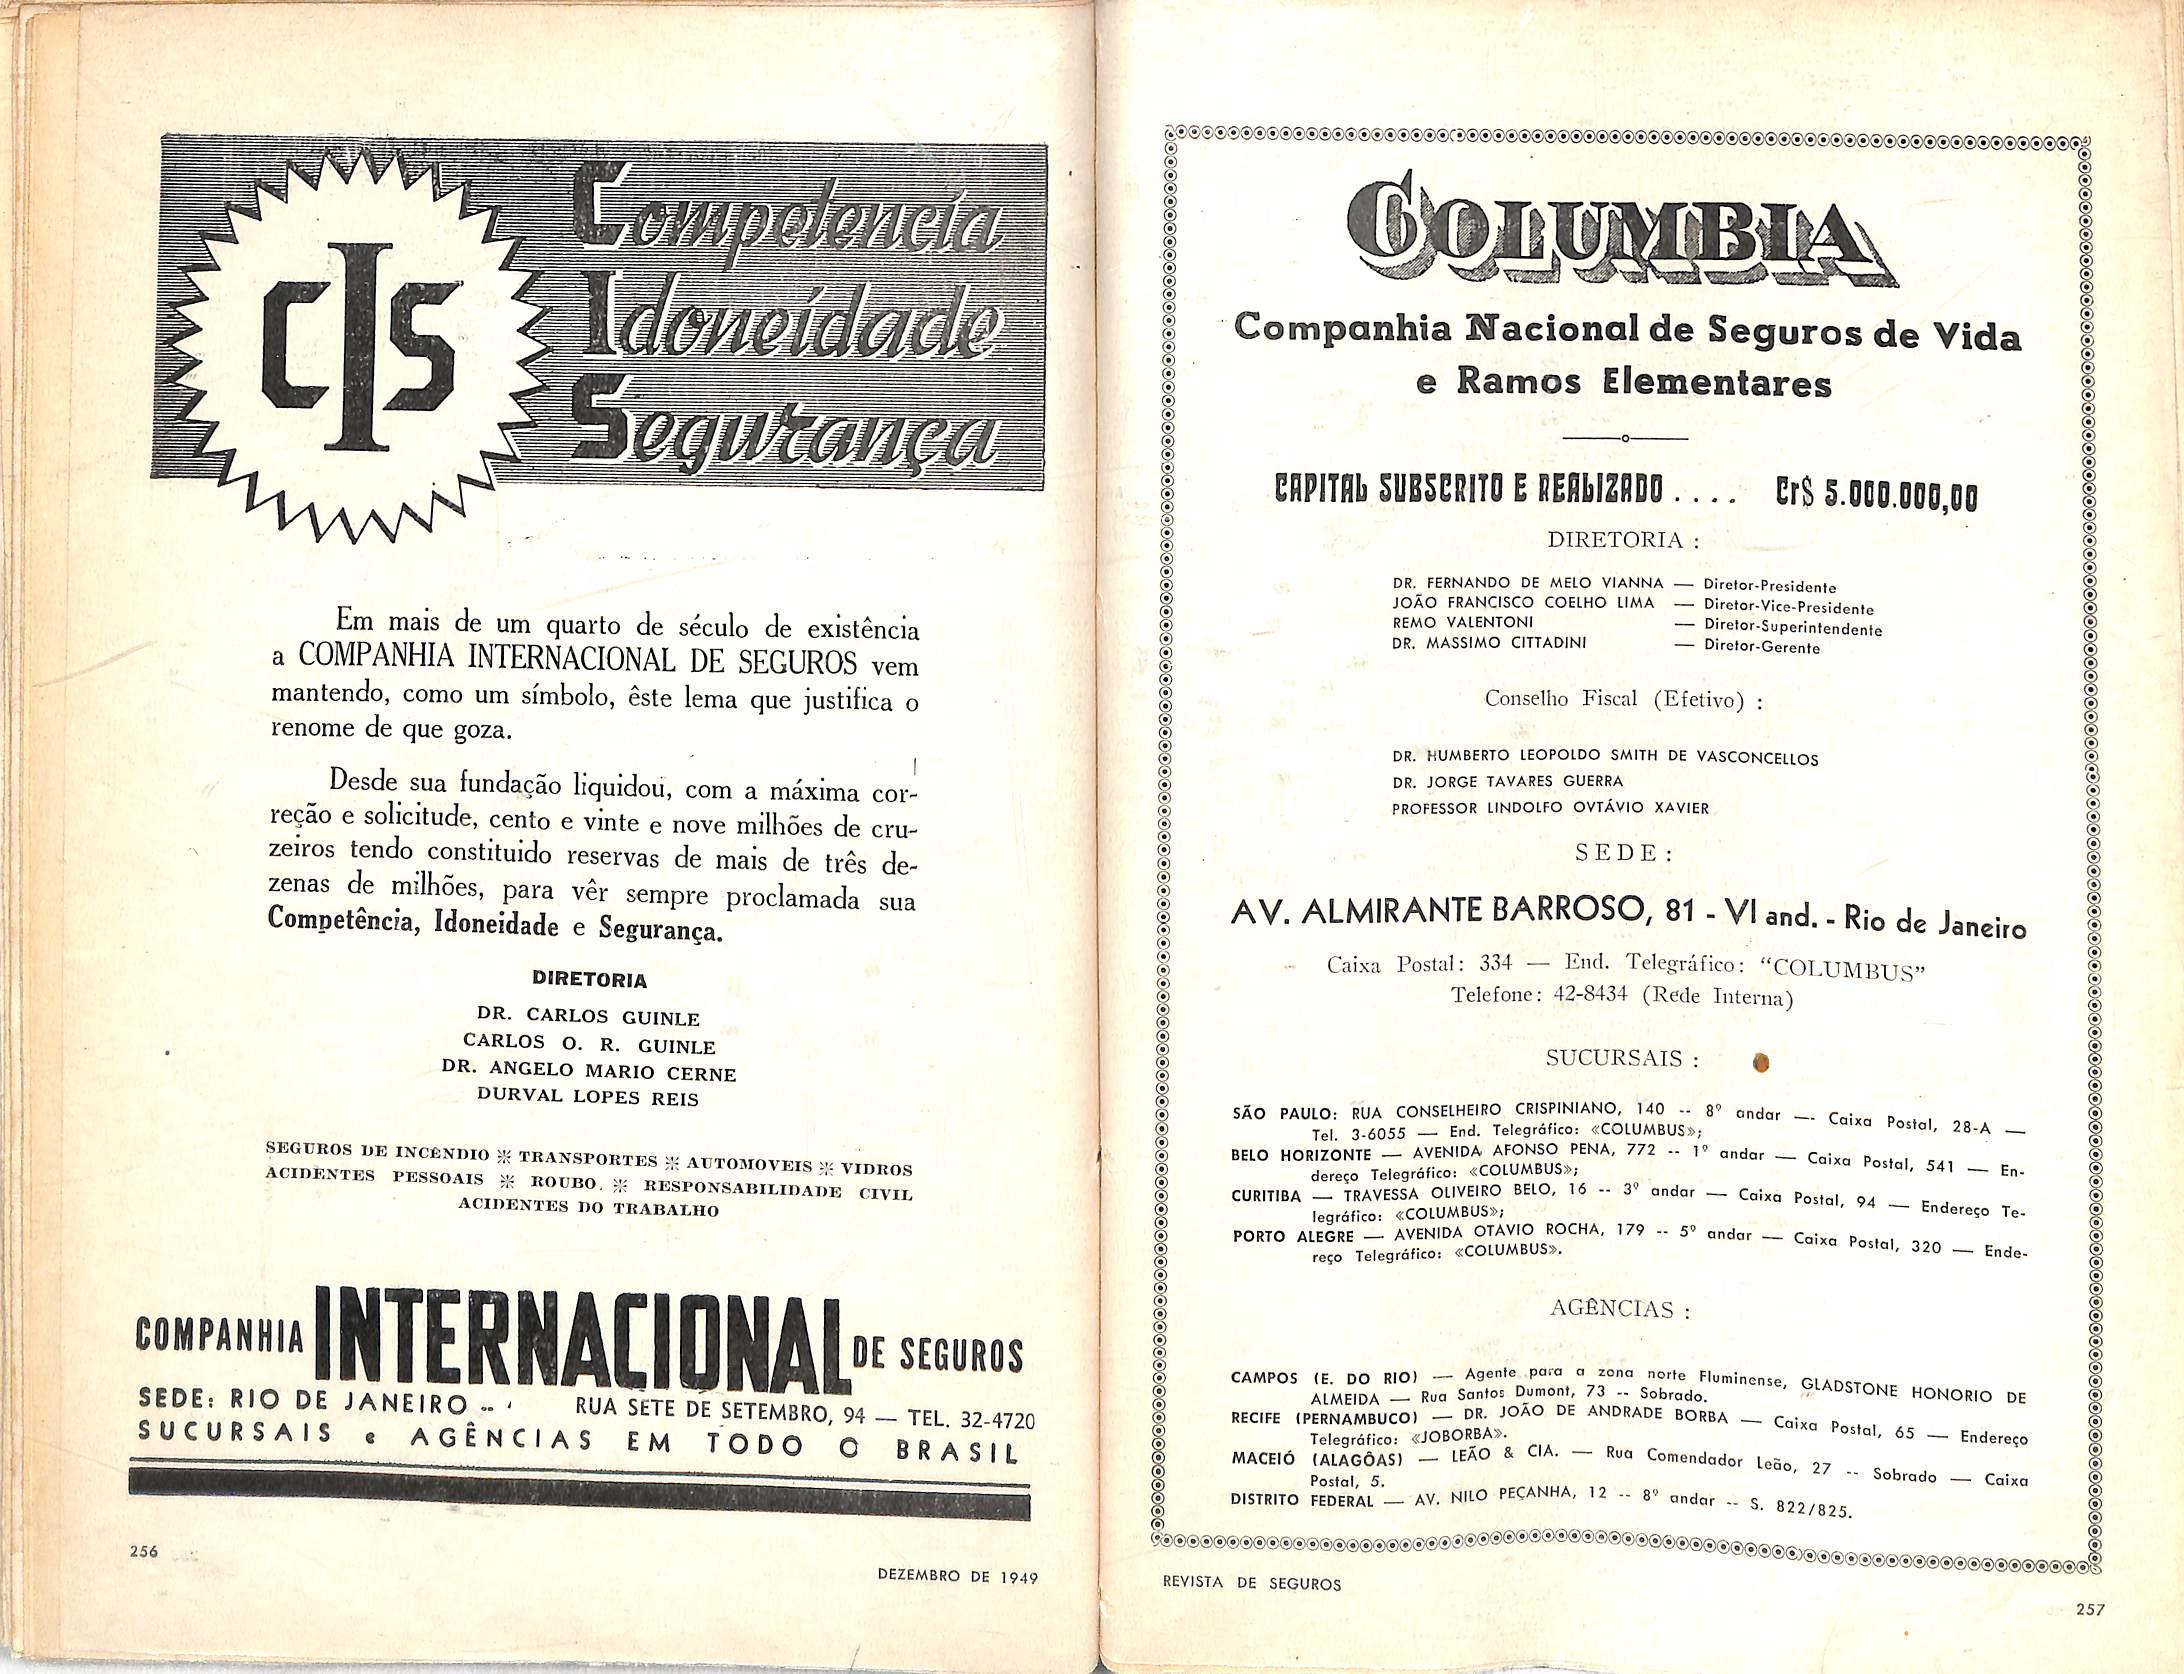 CIS
Competencia
Idoneidade
Segurança
Em mais de um quarto de século de existência
a COMPANHIA INTERNACIONAL DE SEGUROS vem
mantendo, como um símbolo, êste lema que justifica o
renome de que goza.
Desde sua fundação liquidou, com a máxima cor-
reção e solicitude, cento e vinte e nove milhões de cru-
zeiros tendo constituido reservas de mais de três de-
zenas de milhões, para vêr sempre proclamada sua
Competência, Idoneidade e Segurança.
DIRETORIA
DR. CARLOS GUINLE
CARLOS O. R. GUINLE
DR. ANGELO MARIO CERNE
DURVAL LOPES REIS
SEGUROS DE INCÊNDIO ※ TRANSPORTES ※ AUTOMOVEIS ※ VIDROS
ACIDENTES PESSOAIS ※ ROUBO. ※ RESPONSABILIDADE CIVIL
ACIDENTES DO TRABALHO
COMPANHIA INTERNACIONAL DE SEGUROS
SEDE: RIO DE JANEIRO -- RUA SETE DE SETEMBRO, 94 — TEL. 32-4720
SUCURSAIS e AGÊNCIAS EM TODO O BRASIL
256
DEZEMBRO DE 1949
COLUMBIA
Companhia Nacional de Seguros de Vida
e Ramos Elementares
CAPITAL SUBSCRITO E REALIZADO .... Cr$ 5.000.000,00
DIRETORIA :
DR. FERNANDO DE MELO VIANNA — Diretor-Presidente
JOÃO FRANCISCO COELHO LIMA — Diretor-Vice-Presidente
REMO VALENTONI — Diretor-Superintendente
DR. MASSIMO CITTADINI — Diretor-Gerente
Conselho Fiscal (Efetivo) :
DR. HUMBERTO LEOPOLDO SMITH DE VASCONCELLOS
DR. JORGE TAVARES GUERRA
PROFESSOR LINDOLFO OVTÁVIO XAVIER
SEDE :
AV. ALMIRANTE BARROSO, 81 - VI and. - Rio de Janeiro
Caixa Postal: 334 — End. Telegráfico: "COLUMBUS"
Telefone: 42-8434 (Rêde Interna)
SUCURSAIS :
SÃO PAULO: RUA CONSELHEIRO CRISPINIANO, 140 -- 8º andar —- Caixa Postal, 28-A —
Tel. 3-6055 — End. Telegráfico: «COLUMBUS»;
BELO HORIZONTE — AVENIDA AFONSO PENA, 772 -- 1º andar — Caixa Postal, 541 — En-
dereço Telegráfico: «COLUMBUS»;
CURITIBA — TRAVESSA OLIVEIRO BELO, 16 -- 3º andar — Caixa Postal, 94 — Endereço Te-
legráfico: «COLUMBUS»;
PORTO ALEGRE — AVENIDA OTAVIO ROCHA, 179 -- 5º andar — Caixa Postal, 320 — Ende-
reço Telegráfico: «COLUMBUS».
AGÊNCIAS :
CAMPOS (E. DO RIO) — Agente para a zona norte Fluminense, GLADSTONE HONORIO DE
ALMEIDA — Rua Santos Dumont, 73 -- Sobrado.
RECIFE (PERNAMBUCO) — DR. JOÃO DE ANDRADE BORBA — Caixa Postal, 65 — Endereço
Telegráfico: «JOBORBA».
MACEIÓ (ALAGÔAS) — LEÃO & CIA. — Rua Comendador Leão, 27 -- Sobrado — Caixa
Postal, 5.
DISTRITO FEDERAL — AV. NILO PEÇANHA, 12 -- 8º andar -- S. 822/825.
REVISTA DE SEGUROS
257